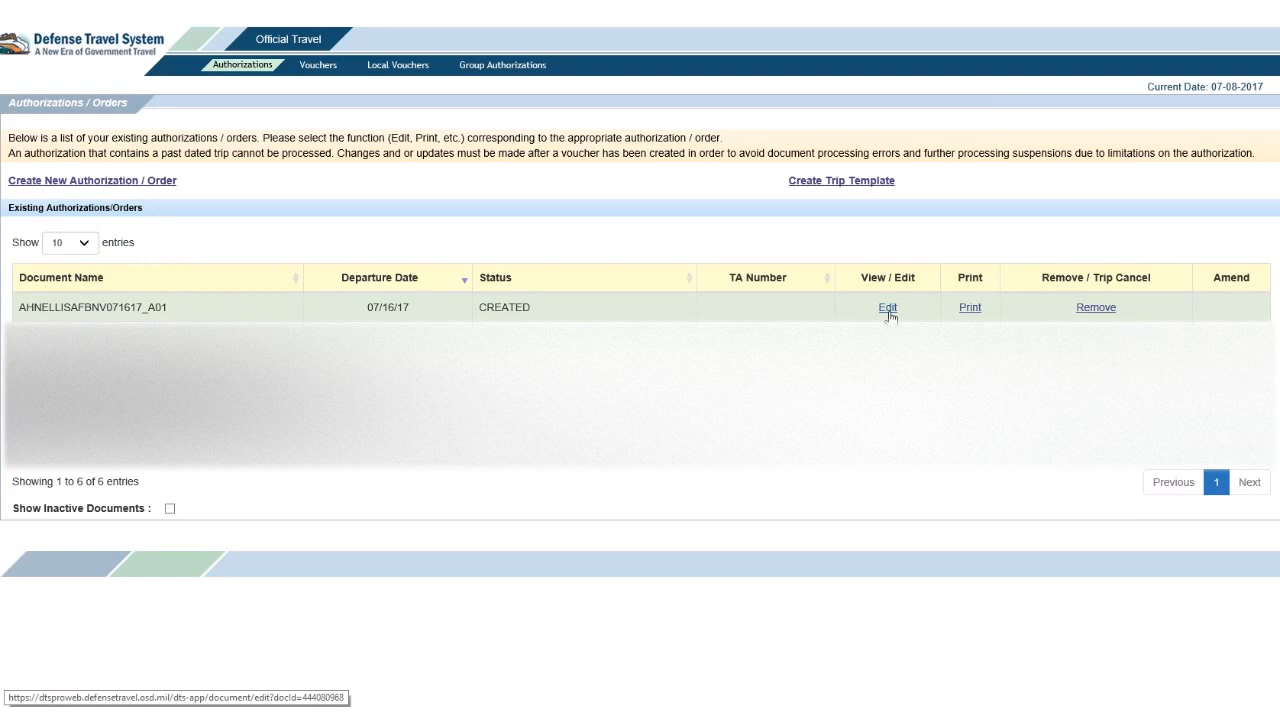 Defense Travel System
A New Era of Government Travel
Official Travel
Authorizations Vouchers Local Vouchers Group Authorizations
Current Date: 07-08-2017
Authorizations / Orders
Below is a list of your existing authorizations / orders. Please select the function (Edit, Print, etc.) corresponding to the appropriate authorization / order.
An authorization that contains a past dated trip cannot be processed. Changes and or updates must be made after a voucher has been created in order to avoid document processing errors and further processing suspensions due to limitations on the authorization.
Create New Authorization / Order Create Trip Template
Existing Authorizations/Orders
Show 10 entries
Document Name Departure Date Status TA Number View / Edit Print Remove / Trip Cancel Amend
AHNELLISAFBNV071617_A01 07/16/17 CREATED Edit Print Remove
Showing 1 to 6 of 6 entries Previous 1 Next
Show Inactive Documents :
https://dtsproweb.defensetravel.osd.mil/dts-app/document/edit?docId=444080968